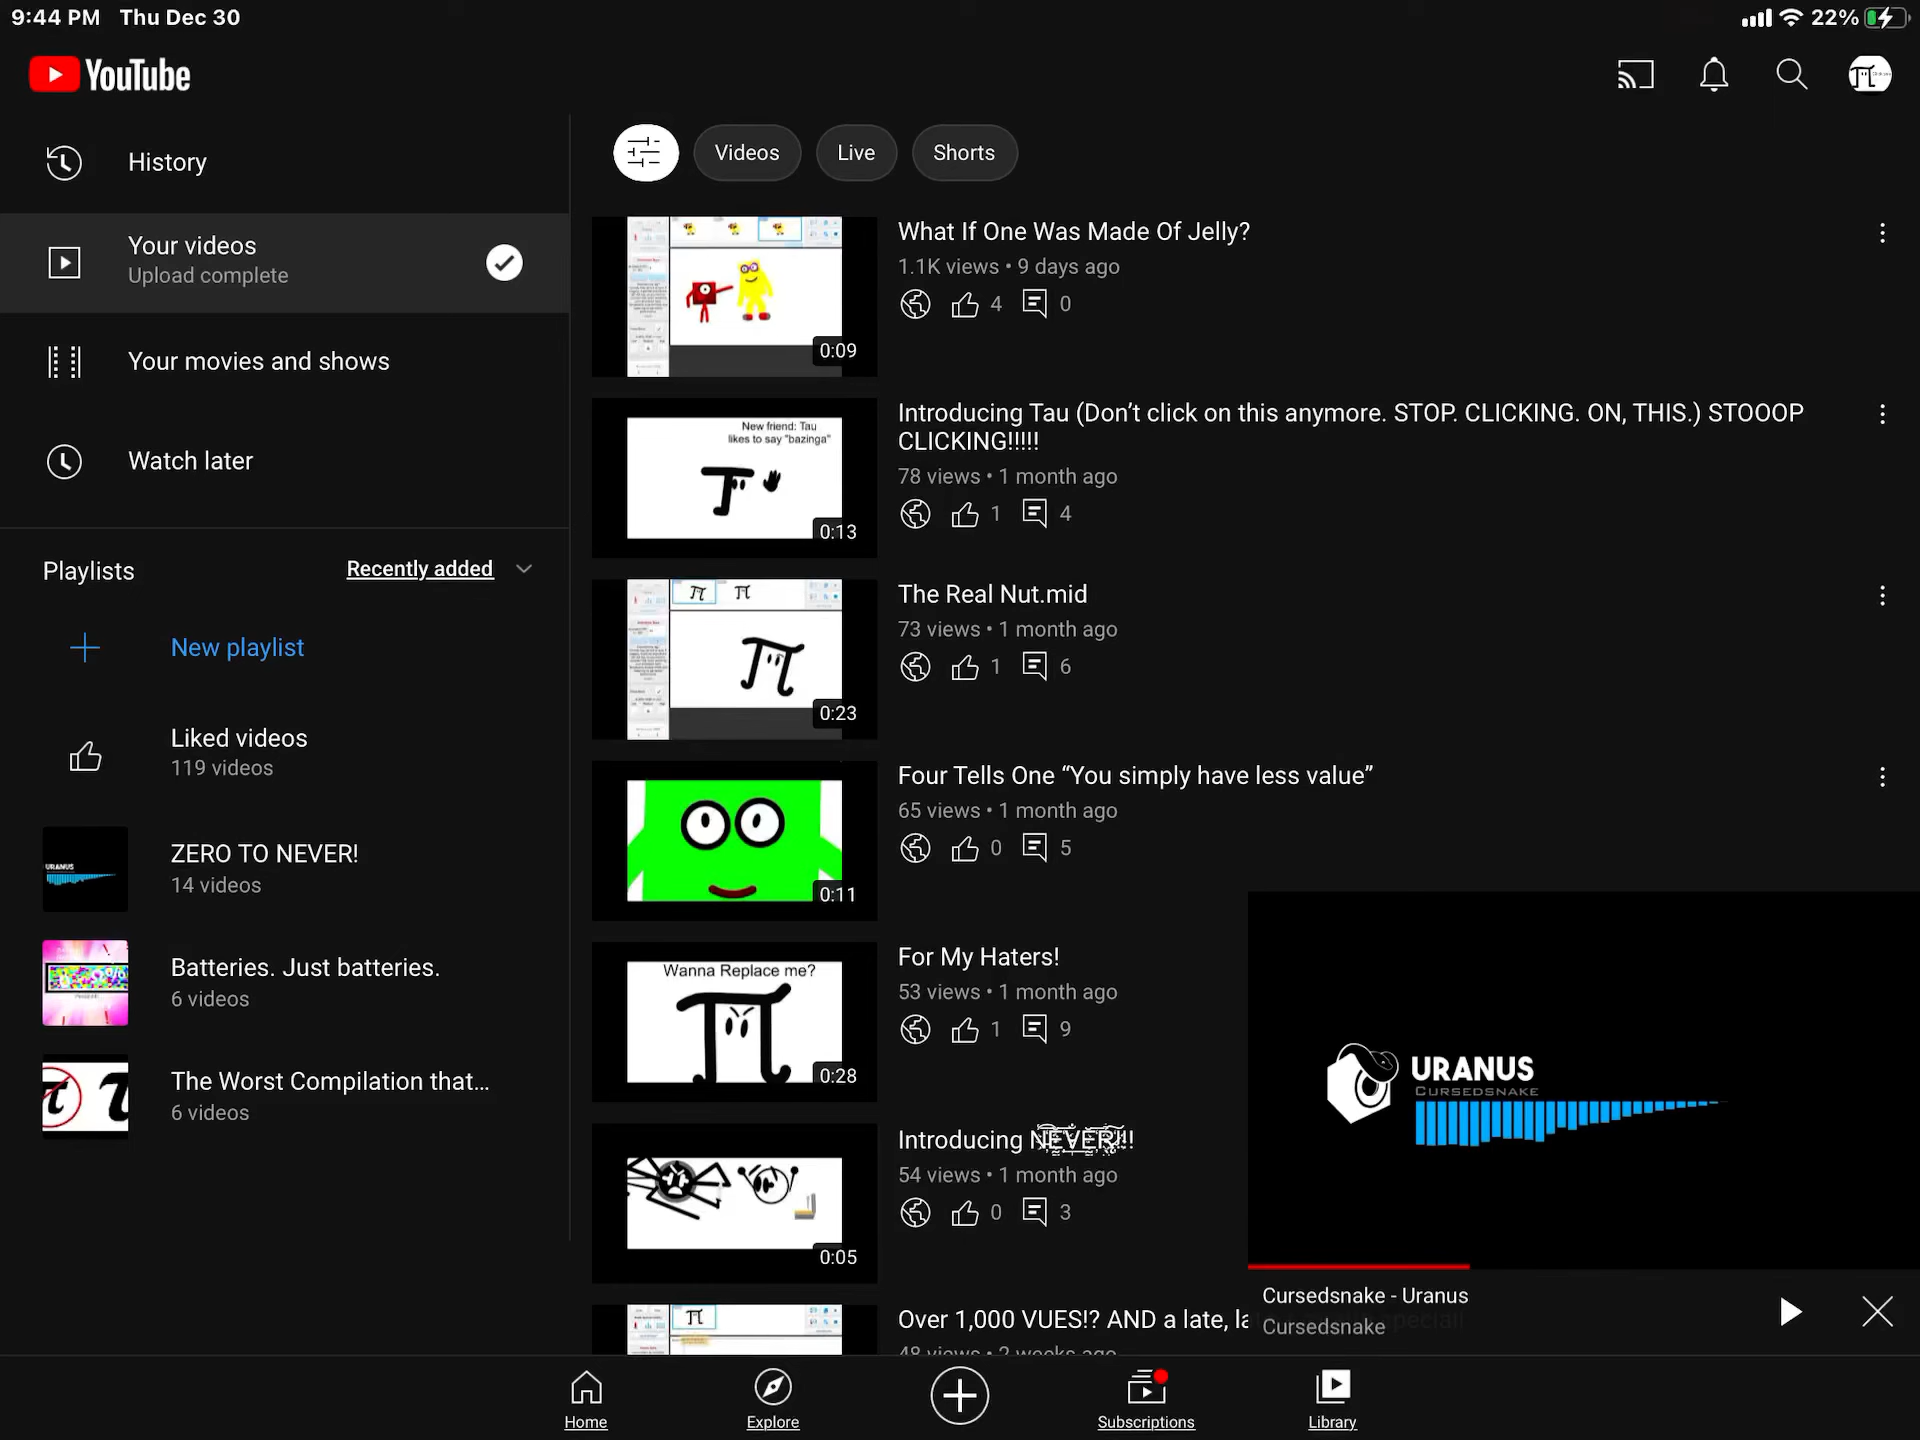 9:44 PM Thu Dec 30
22%
YouTube
History
Your videos
Upload complete
Your movies and shows
Watch later
Playlists
Recently added
New playlist
Liked videos
119 videos
URANUS
ZERO TO NEVER!
14 videos
Batteries. Just batteries.
6 videos
The Worst Compilation that...
6 videos
Videos
Live
Shorts
0:09
What If One Was Made Of Jelly?
1.1K views • 9 days ago
4
0
New friend: Tau
likes to say "bazinga"
0:13
Introducing Tau (Don’t click on this anymore. STOP. CLICKING. ON, THIS.) STOOOP
CLICKING!!!!!
78 views • 1 month ago
1
4
0:23
The Real Nut.mid
73 views • 1 month ago
1
6
0:11
Four Tells One “You simply have less value”
65 views • 1 month ago
0
5
Wanna Replace me?
0:28
For My Haters!
53 views • 1 month ago
1
9
0:05
Introducing NEVER!!!
54 views • 1 month ago
0
3
Over 1,000 VUES!? AND a late,
48 views • 2 weeks ago
URANUS
CURSEDSNAKE
Cursedsnake - Uranus
Cursedsnake
Home
Explore
Subscriptions
Library